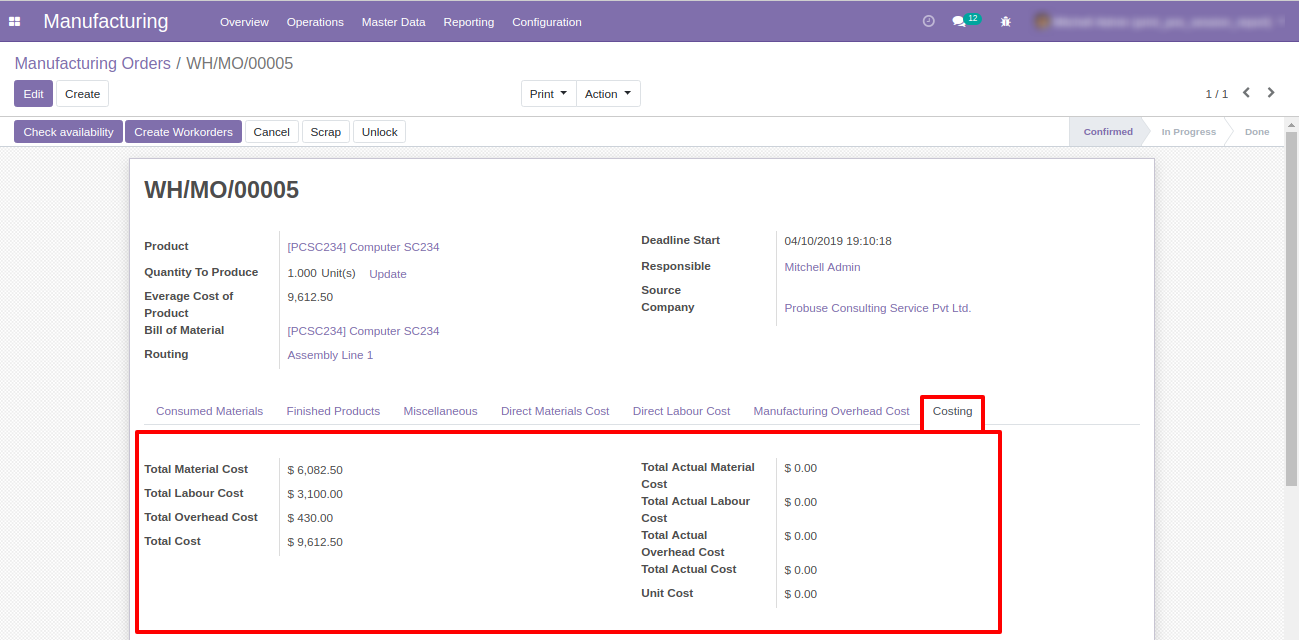 Manufacturing Overview Operations Master Data Reporting Configuration 12
Manufacturing Orders / WH/MO/00005
Edit Create Print Action 1 / 1
Check availability Create Workorders Cancel Scrap Unlock Confirmed In Progress Done
WH/MO/00005
Product [PCSC234] Computer SC234
Quantity To Produce 1.000 Unit(s) Update
Everage Cost of
Product 9,612.50
Bill of Material [PCSC234] Computer SC234
Routing Assembly Line 1
Deadline Start 04/10/2019 19:10:18
Responsible Mitchell Admin
Source
Company Probuse Consulting Service Pvt Ltd.
Consumed Materials Finished Products Miscellaneous Direct Materials Cost Direct Labour Cost Manufacturing Overhead Cost Costing
Total Material Cost $ 6,082.50
Total Labour Cost $ 3,100.00
Total Overhead Cost $ 430.00
Total Cost $ 9,612.50
Total Actual Material $ 0.00
Cost
Total Actual Labour $ 0.00
Cost
Total Actual $ 0.00
Overhead Cost
Total Actual Cost $ 0.00
Unit Cost $ 0.00